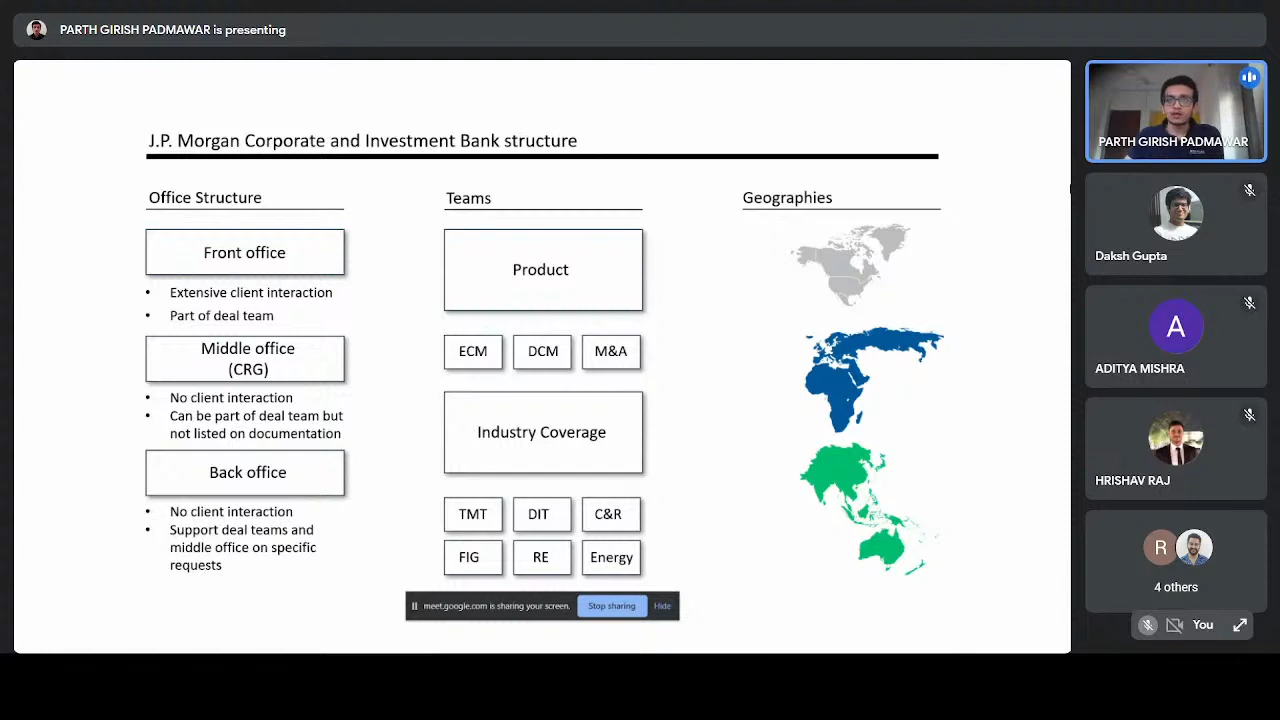 PARTH GIRISH PADMAWAR is presenting
J.P. Morgan Corporate and Investment Bank structure
Office Structure
Front office
• Extensive client interaction
• Part of deal team
Middle office
(CRG)
• No client interaction
• Can be part of deal team but
not listed on documentation
Back office
• No client interaction
• Support deal teams and
middle office on specific
requests
Teams
Product
ECM
DCM
M&A
Industry Coverage
TMT
DIT
C&R
FIG
RE
Energy
Geographies
meet.google.com is sharing your screen.
Stop sharing
Hide
PARTH GIRISH PADMAWAR
Daksh Gupta
A
ADITYA MISHRA
HRISHAV RAJ
R
4 others
You